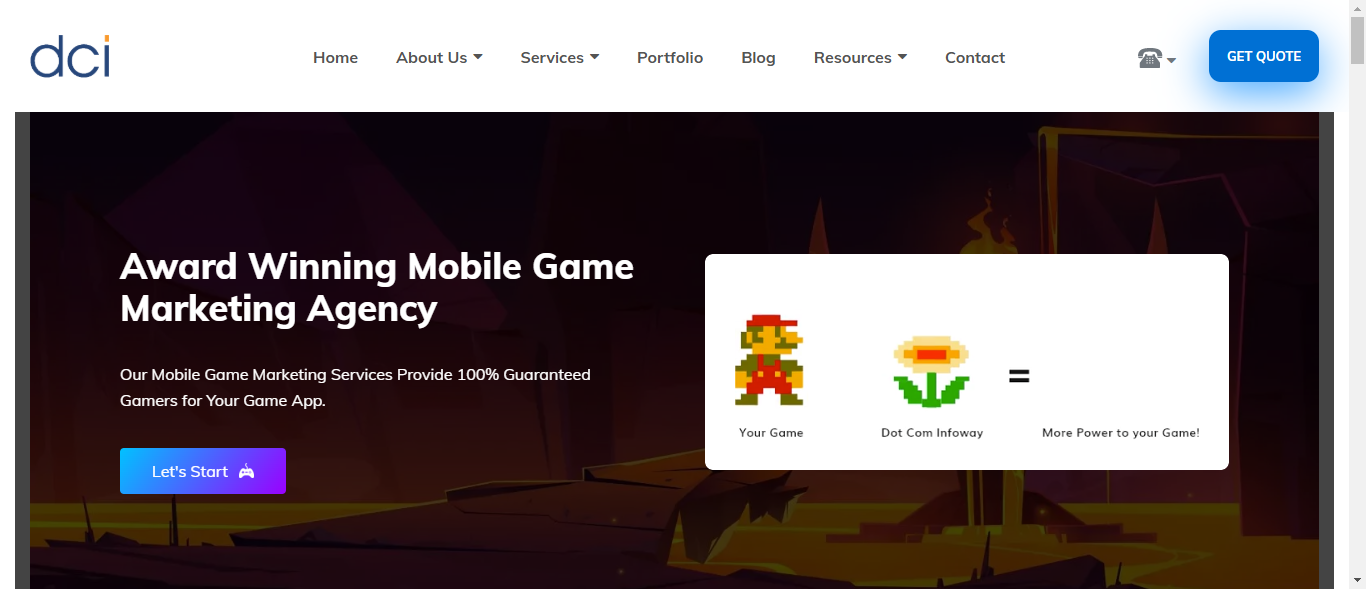 dci
Home About Us Services Portfolio Blog Resources Contact
GET QUOTE
Award Winning Mobile Game
Marketing Agency
Our Mobile Game Marketing Services Provide 100% Guaranteed
Gamers for Your Game App.
Let's Start
=
Your Game Dot Com Infoway More Power to your Game!